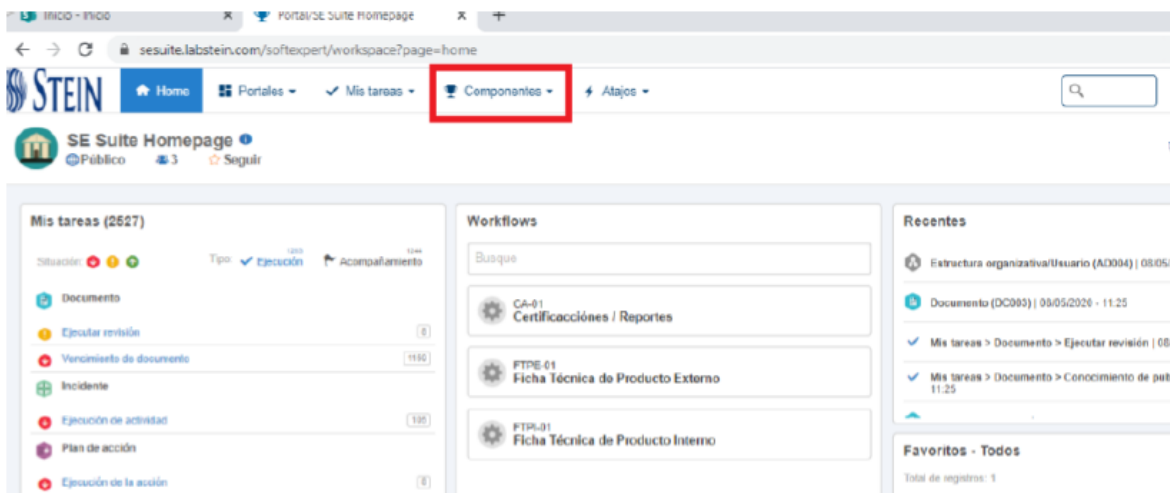 Inicio - Inicio
Portal/SE Suite Homepage
sesuite.labstein.com/softexpert/workspace?page=home
STEIN
Home
Portales
Mis tareas
Componentes
Atajos
SE Suite Homepage
Público
3
Seguir
Mis tareas (2527)
Situación:
Tipo:
Ejecución
Acompañamiento
Documento
Ejecutar revisión
Vencimiento de documento
Incidente
Ejecución de actividad
Plan de acción
Ejecución de la acción
Workflows
Busque
CA-01
Certificacciónes / Reportes
FTPE-01
Ficha Técnica de Producto Externo
FTPI-01
Ficha Técnica de Producto Interno
Recentes
Estructura organizativa/Usuario (AD004) | 08/05/
Documento (DC003) | 08/05/2020 - 11:25
Mis tareas > Documento > Ejecutar revisión | 08
Mis tareas > Documento > Conocimiento de pub
11:25
Favoritos - Todos
Total de registros: 1